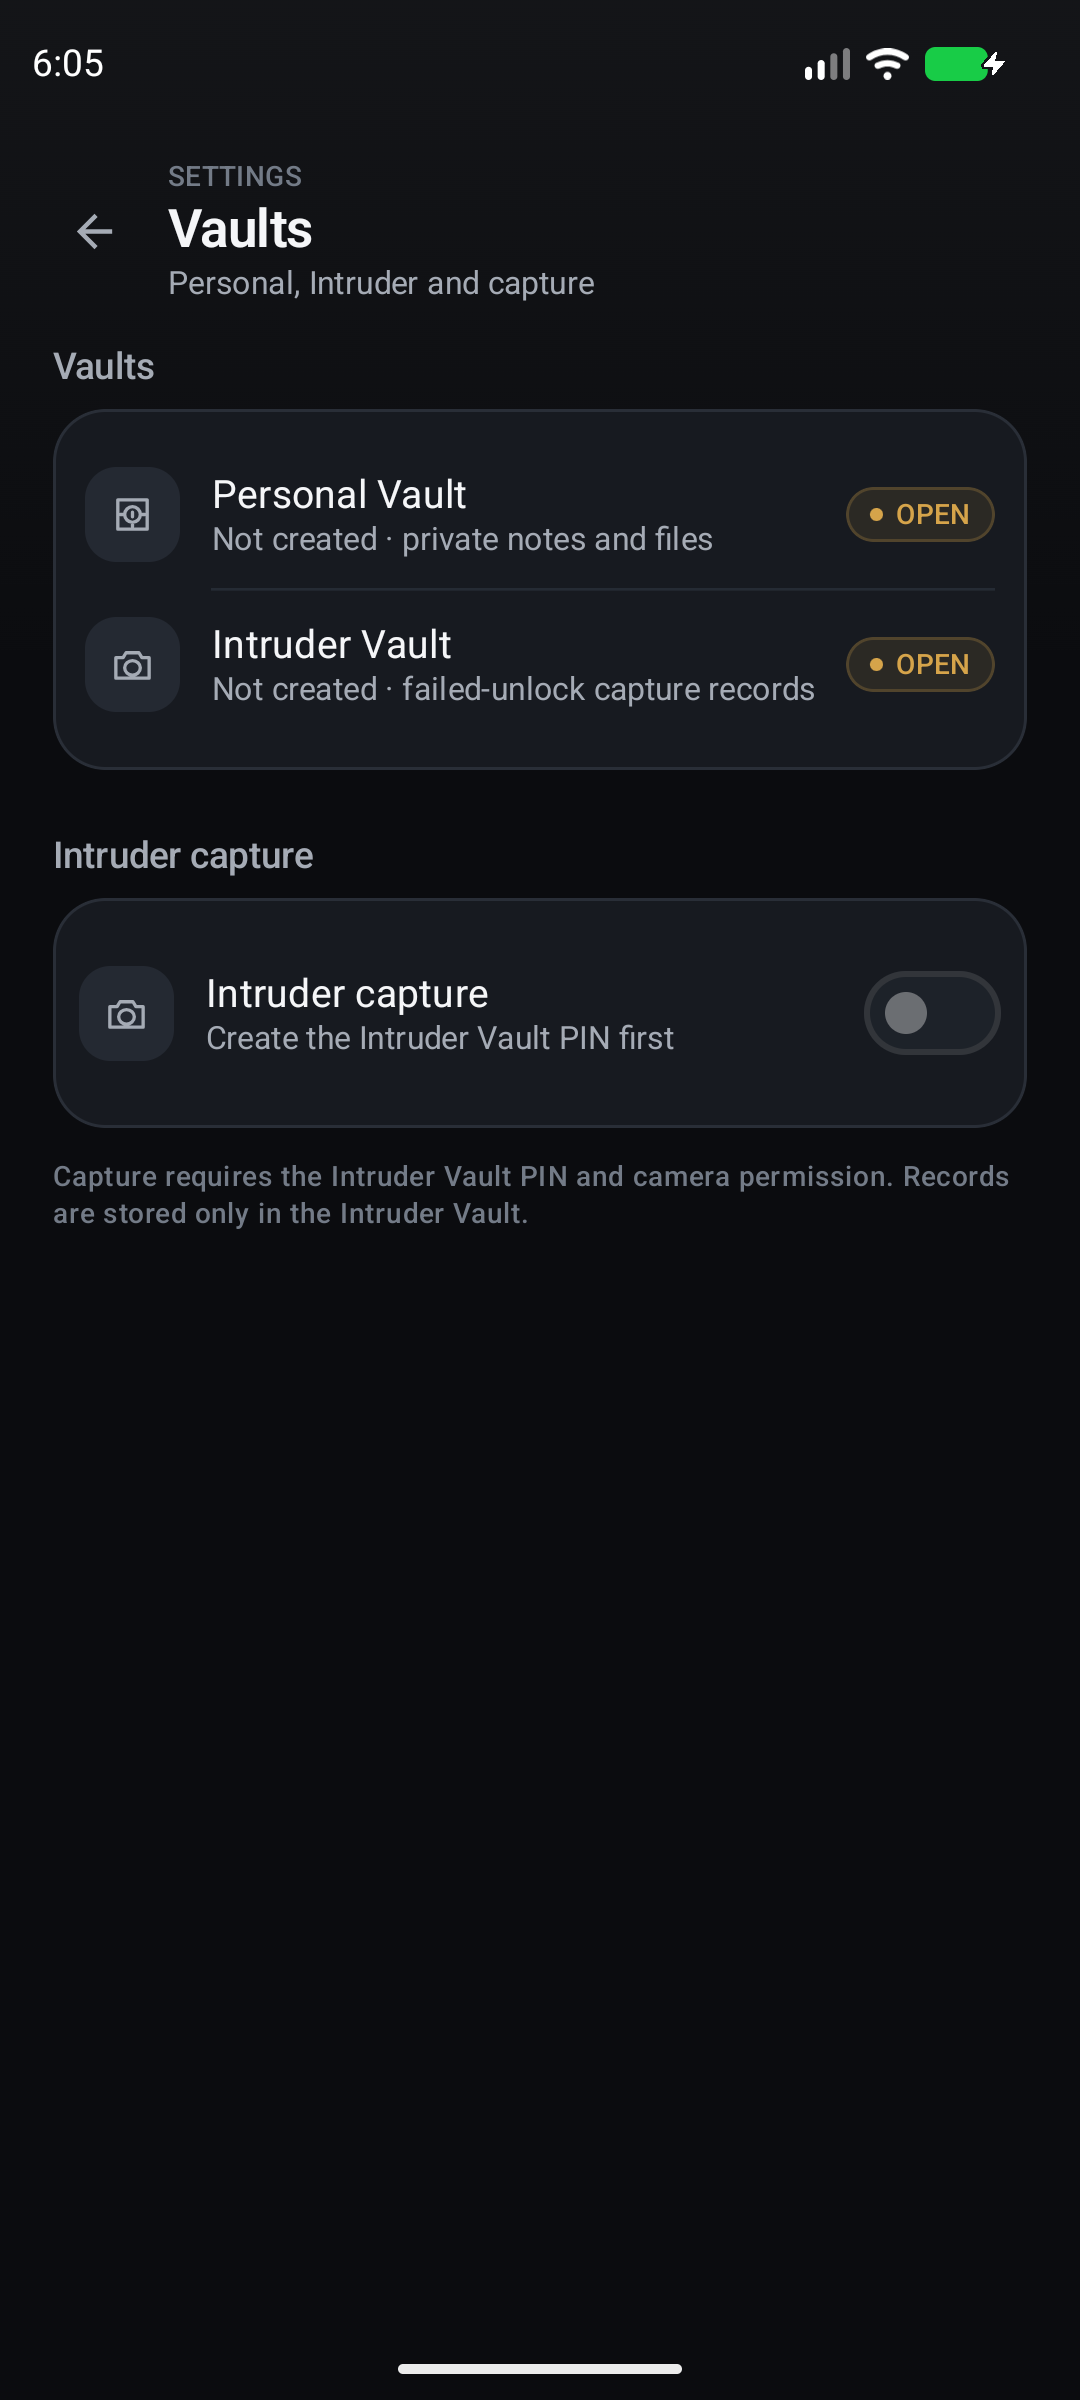 6:05
SETTINGS
Vaults
Personal, Intruder and capture
Vaults
Personal Vault
Not created · private notes and files
OPEN
Intruder Vault
Not created · failed-unlock capture records
OPEN
Intruder capture
Intruder capture
Create the Intruder Vault PIN first
Capture requires the Intruder Vault PIN and camera permission. Records
are stored only in the Intruder Vault.